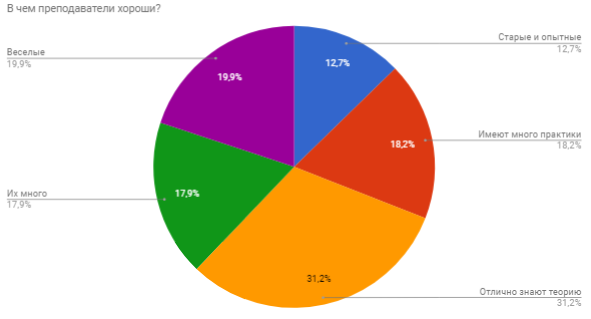 В чем преподаватели хороши?
Старые и опытные
12,7%
Веселые
19,9%
12,7%
19,9%
Имеют много практики
18,2%
18,2%
Их много
17,9%
17,9%
31,2%
Отлично знают теорию
31,2%